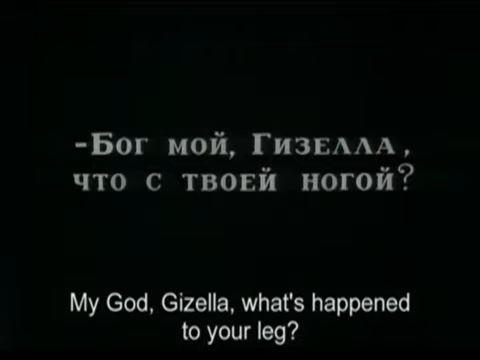 -Бог мой, Гизелла,
что с твоей ногой?
My God, Gizella, what's happened
to your leg?